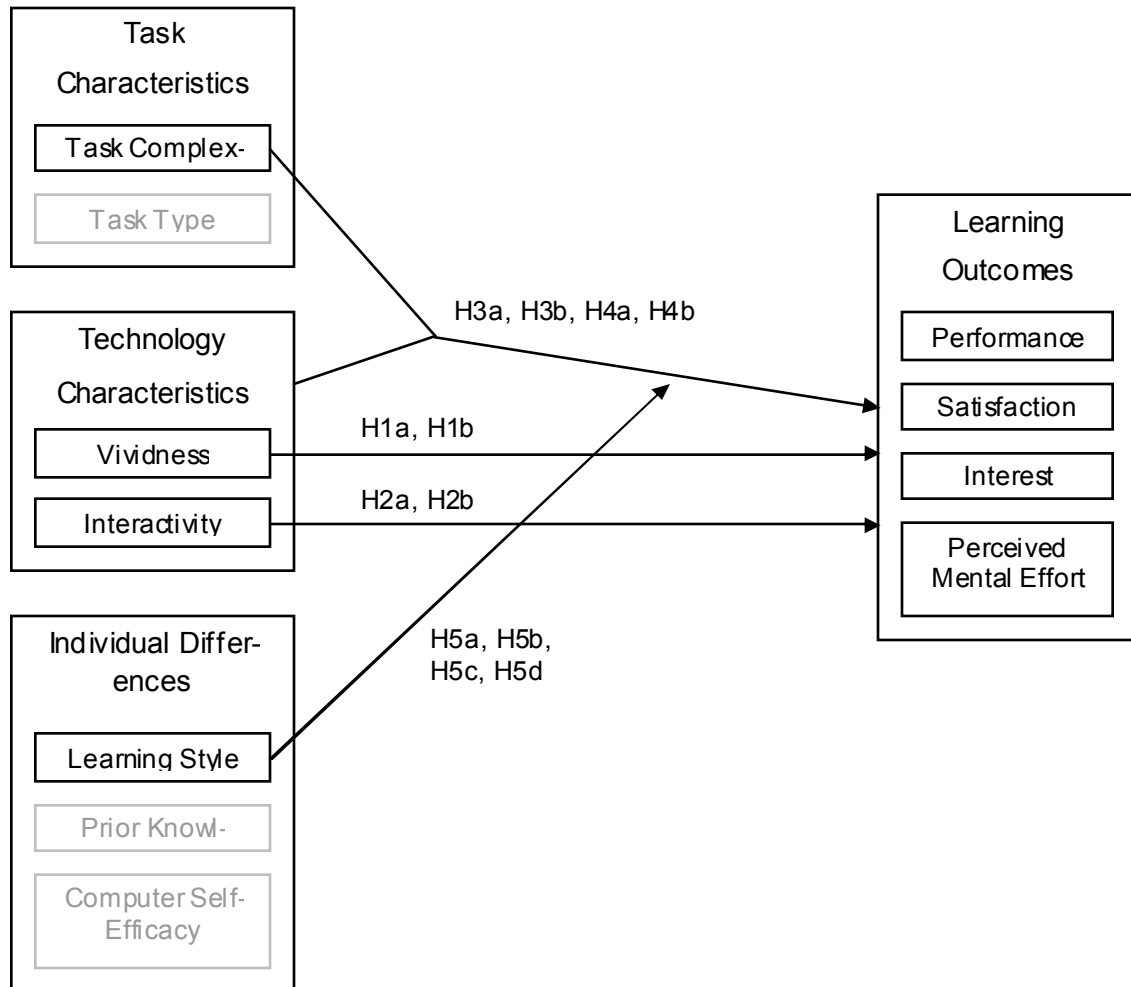 Task
Characteristics
Task Complex-
Task Type
Technology
Characteristics
Vividness
Interactivity
Individual Differ-
ences
Learning Style
Prior Knowl-
Computer Self-
Efficacy
H3a, H3b, H4a, H4b
H1a, H1b
H2a, H2b
H5a, H5b,
H5c, H5d
Learning
Outcomes
Performance
Satisfaction
Interest
Perceived
Mental Effort